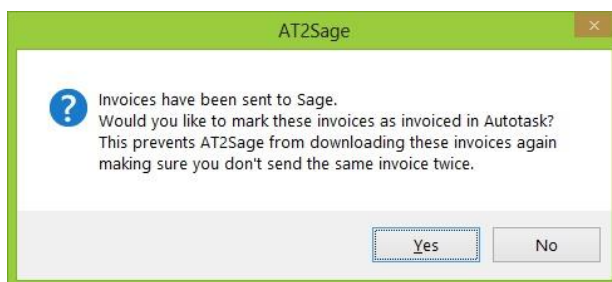 AT2Sage
Invoices have been sent to Sage.
Would you like to mark these invoices as invoiced in Autotask?
This prevents AT2Sage from downloading these invoices again
making sure you don't send the same invoice twice.
Yes
No